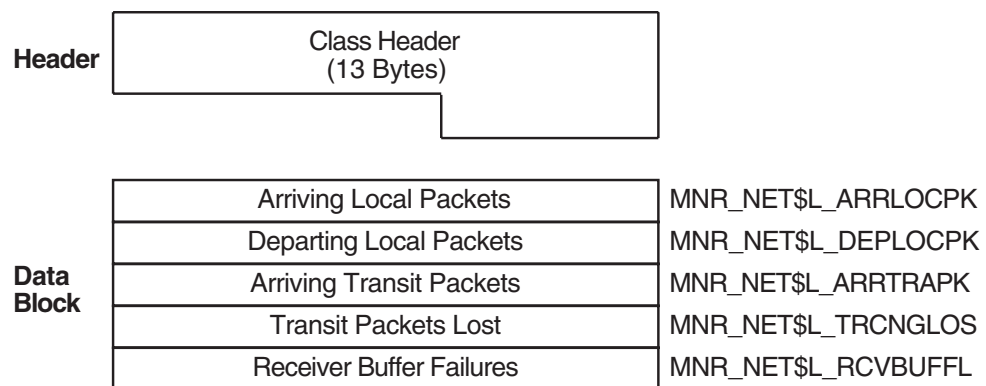 Header
Class Header
(13 Bytes)
Data
Block
Arriving Local Packets MNR_NET$L_ARRLOCPK
Departing Local Packets MNR_NET$L_DEPLOCPK
Arriving Transit Packets MNR_NET$L_ARRTRAPK
Transit Packets Lost MNR_NET$L_TRCNGLOS
Receiver Buffer Failures MNR_NET$L_RCVBUFFL